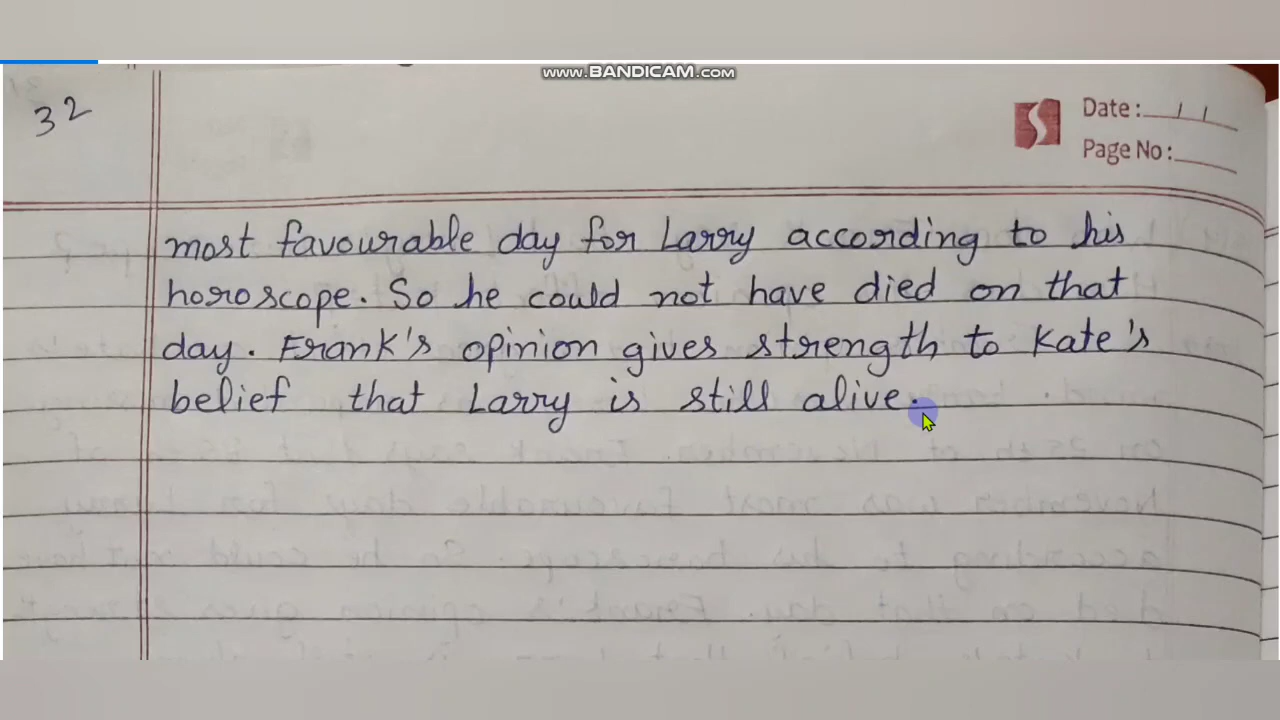 www.BANDICAM.com
32
Date:
Page No:
most favourable day for Larry according to his
horoscope. So he could not have died on that
day. Frank's opinion gives strength to Kate's
belief that Larry is still alive.